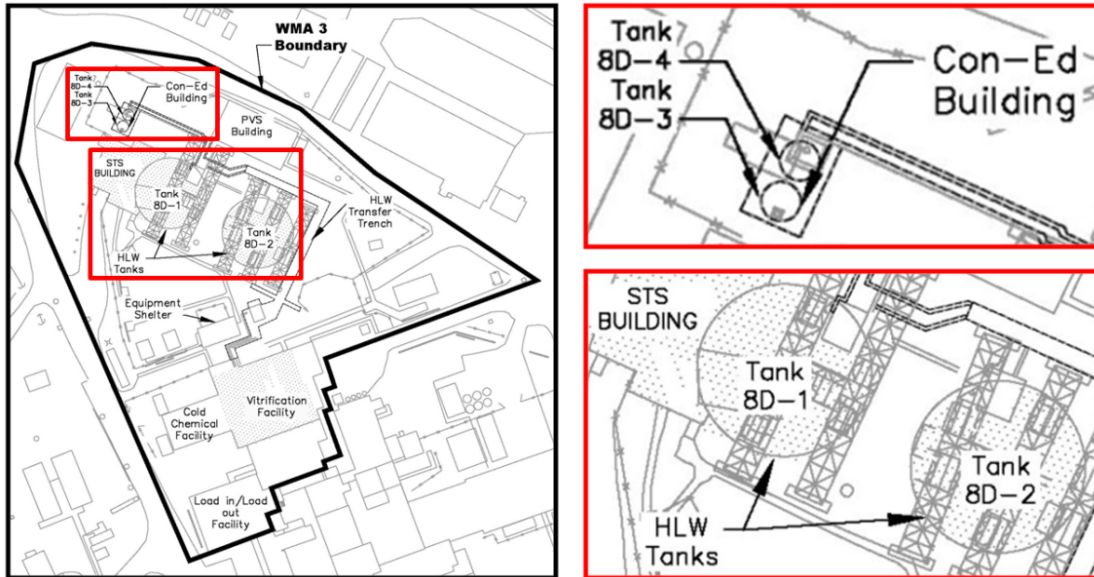 WMA 3
Boundary
Tank
8D-4
Tank
8D-3
Con-Ed
Building
PVS
Building
STS
BUILDING
Tank
8D-1
HLW
Transfer
Trench
Tank
8D-2
HLW
Tanks
Equipment
Shelter
Vitrification
Facility
Cold
Chemical
Facility
Load in/Load
out
Facility
Tank
8D-4
Tank
8D-3
Con-Ed
Building
STS
BUILDING
Tank
8D-1
Tank
8D-2
HLW
Tanks